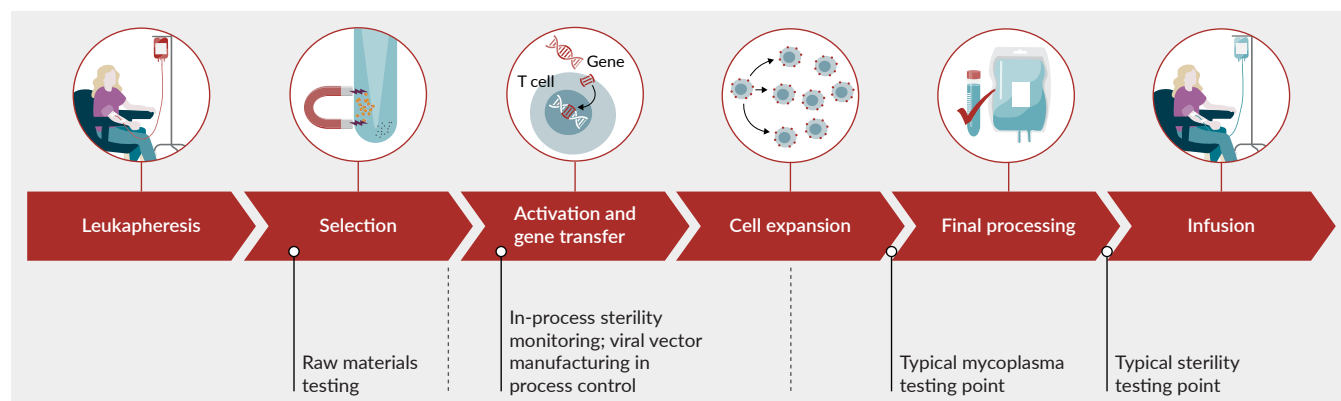 Gene
T cell
Leukapheresis
Selection
Activation and
gene transfer
Cell expansion
Final processing
Infusion
Raw materials
testing
In-process sterility
monitoring; viral vector
manufacturing in
process control
Typical mycoplasma
testing point
Typical sterility
testing point